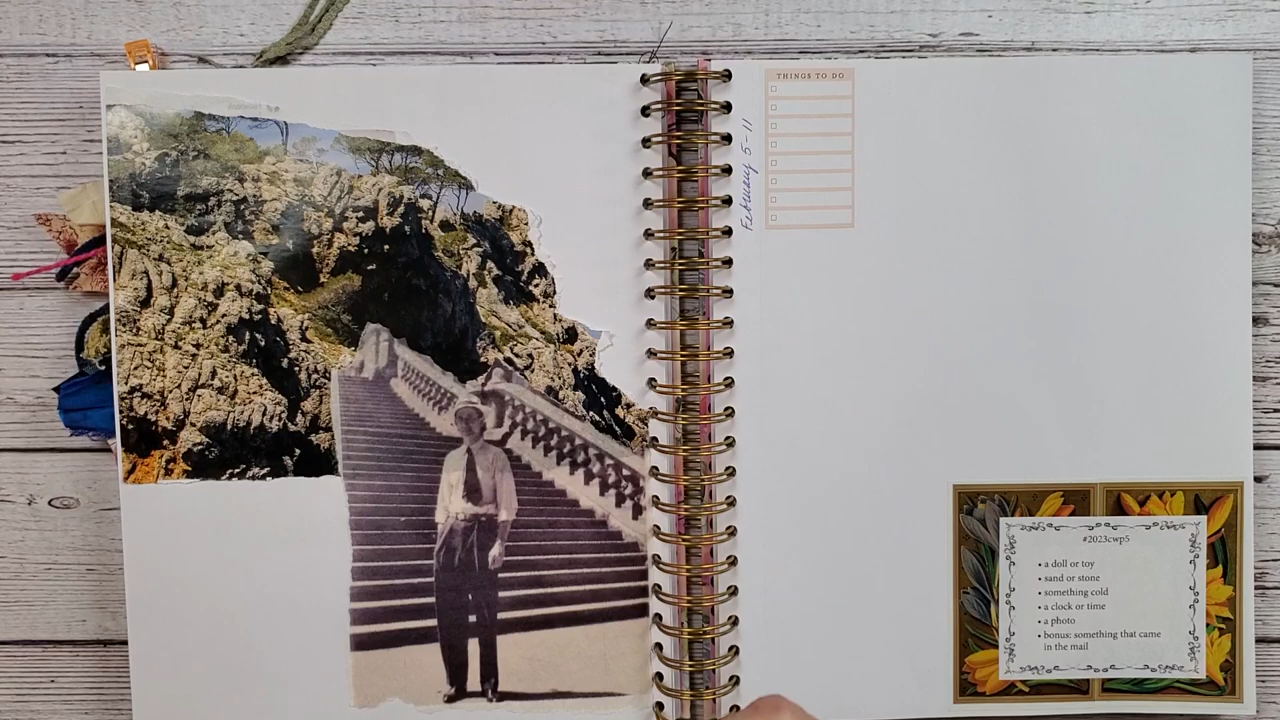 THINGS TO DO
February 5-11
#2023cwp5
• a doll or toy
• sand or stone
• something cold
• a clock or time
• a photo
• bonus: something that came
in the mail